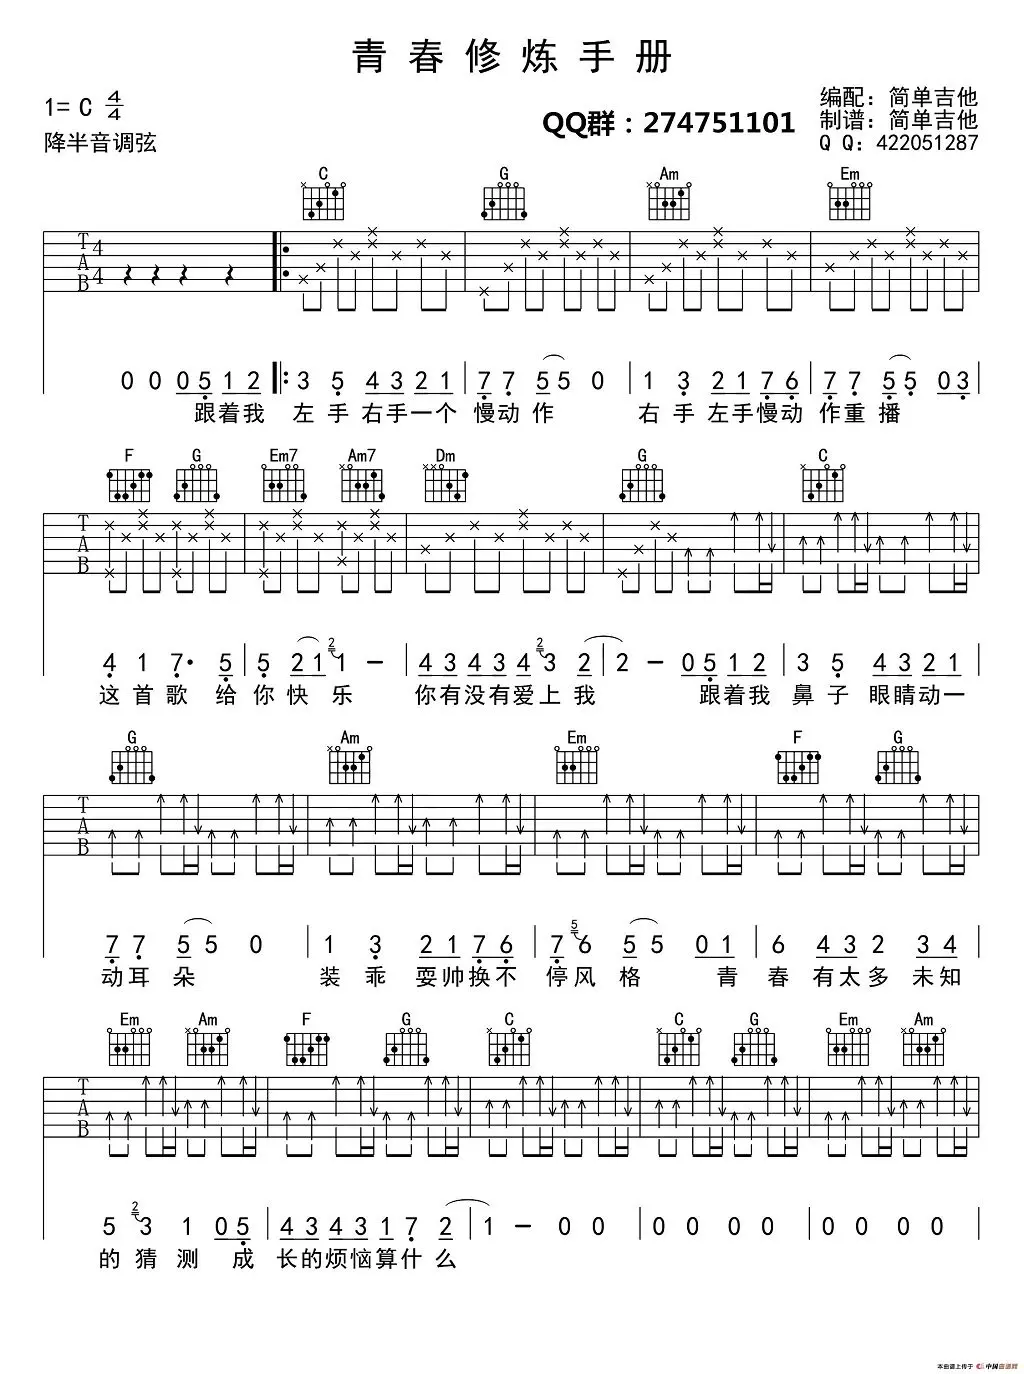 青春修炼手册
1= C 4/4
编配：简单吉他
QQ群：274751101
制谱：简单吉他
降半音调弦
Q Q：422051287
C G Am Em
T A B 4 4
0 0 0 5 1 2 3 5 4 3 2 1 7 7 5 5 0 1 3 2 1 7 6 7 7 5 5 0 3
跟着我 左手右手一个慢动作 右手左手慢动作重播
F G Em7 Am7 Dm G C
T A B
4 1 7· 5 5 2 1 2 1 – 4 3 4 3 4 2 3 2 2 – 0 5 1 2 3 5 4 3 2 1
这首歌给你快乐 你有没有爱上我 跟着我鼻子眼睛动一
G Am Em F G
T A B
7 7 5 5 0 1 3 2 1 7 6 7 5 6 5 5 0 1 6 4 3 2 3 4
动耳朵 装乖耍帅换不停风格 青春有太多未知
Em Am F G C C G Em Am
T A B
5 2 3 1 0 5 4 3 4 3 1 7 2 1 – 0 0 0 0 0 0 0 0 0 0
的猜测成长的烦恼算什么
本曲谱上传于 中国曲谱网